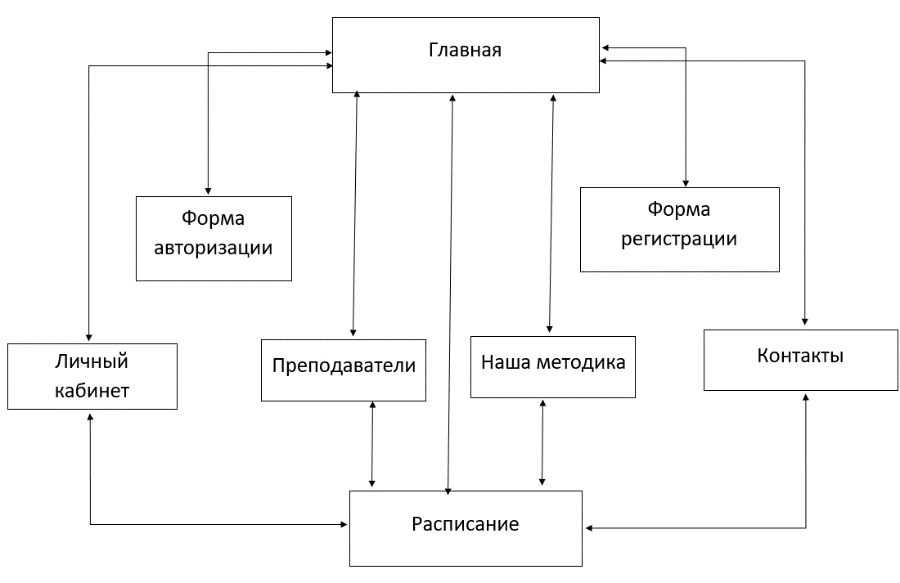 Главная
Форма
авторизации
Форма
регистрации
Личный
кабинет
Преподаватели
Наша методика
Контакты
Расписание